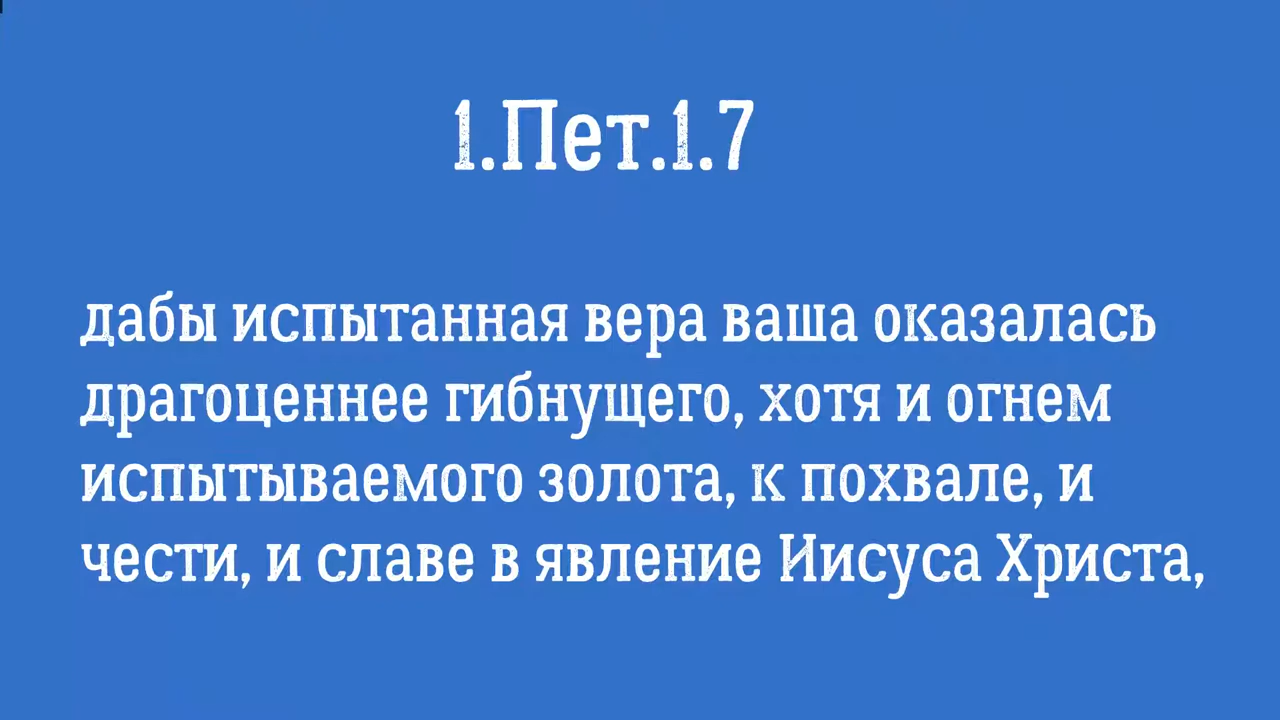 1.Пет.1.7
дабы испытанная вера ваша оказалась
драгоценнее гибнущего, хотя и огнем
испытываемого золота, к похвале, и
чести, и славе в явление Иисуса Христа,